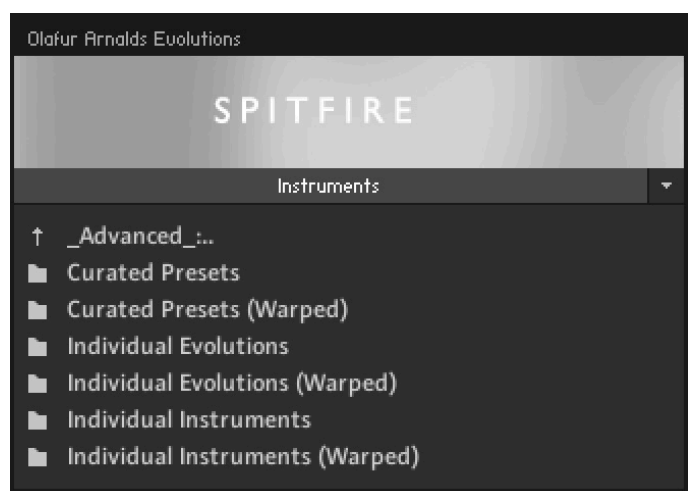 Olafur Arnalds Evolutions
SPITFIRE
Instruments
↑ _Advanced_:..
Curated Presets
Curated Presets (Warped)
Individual Evolutions
Individual Evolutions (Warped)
Individual Instruments
Individual Instruments (Warped)